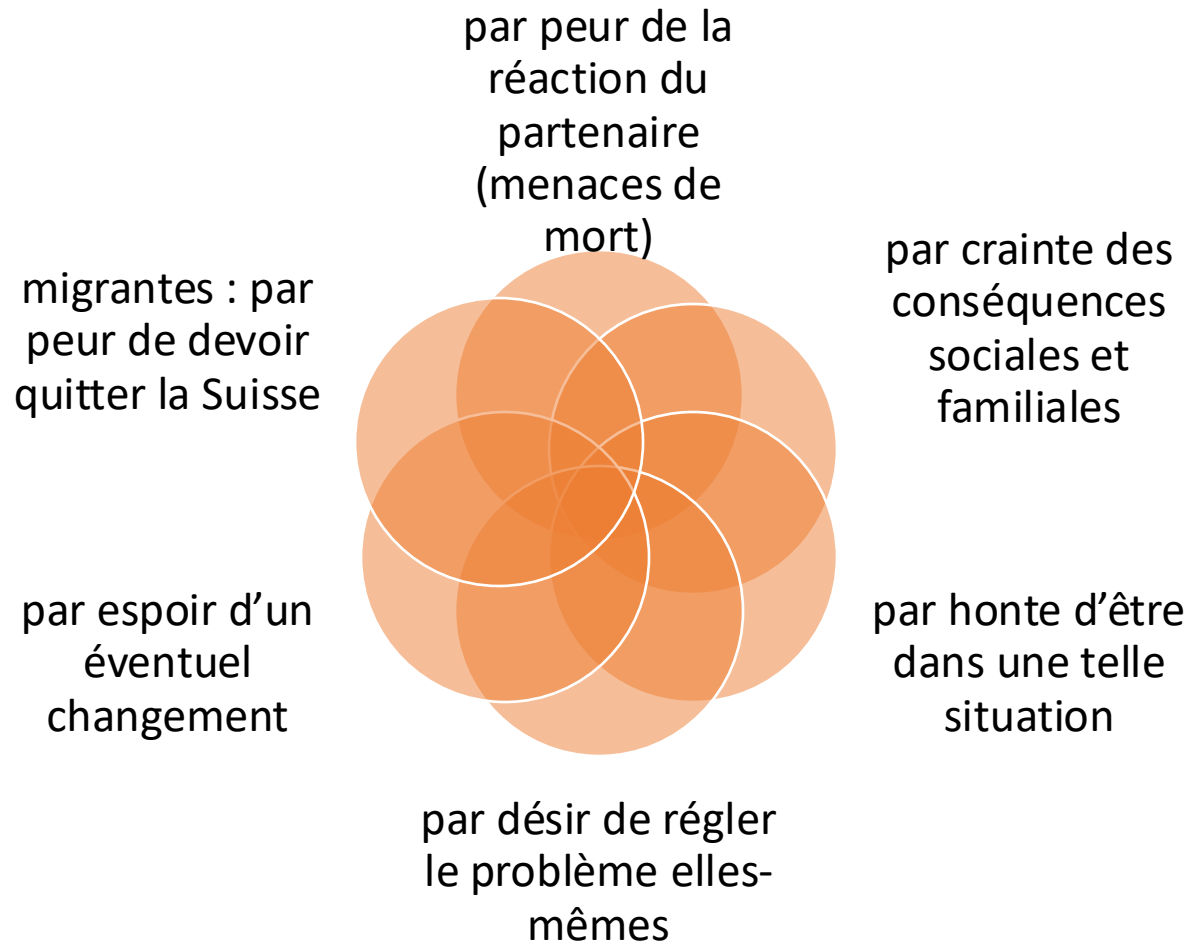 par peur de la
réaction du
partenaire
(menaces de
mort)
par crainte des
conséquences
sociales et
familiales
par honte d’être
dans une telle
situation
par désir de régler
le problème elles-
mêmes
par espoir d’un
éventuel
changement
migrantes : par
peur de devoir
quitter la Suisse